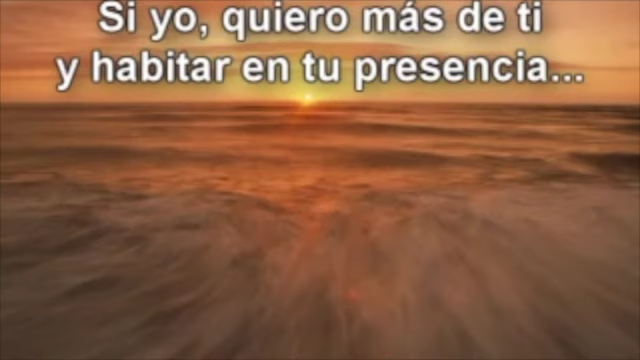 Si yo, quiero más de ti
y habitar en tu presencia...